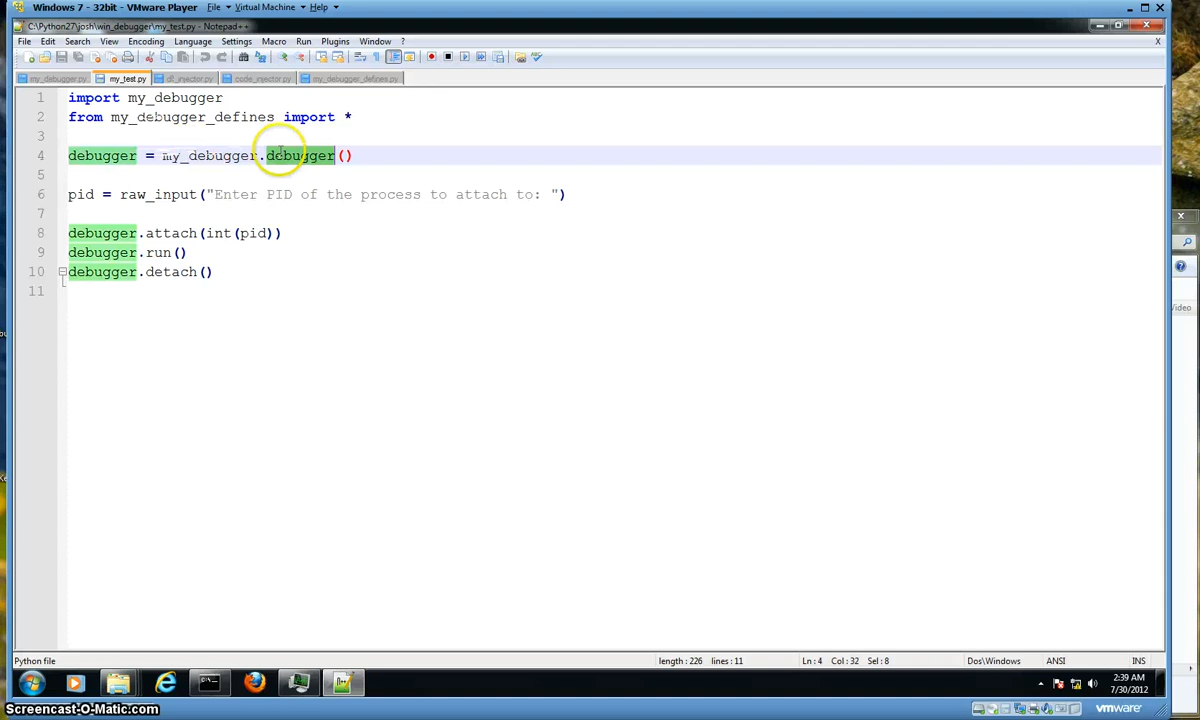 Windows 7 - 32bit - VMware Player File Virtual Machine Help
C:\Python27\josh\win_debugger\my_test.py - Notepad++
File Edit Search View Encoding Language Settings Macro Run Plugins Window ? X
my_debugger.py my_test.py dll_injector.py code_injector.py my_debugger_defines.py
1 import my_debugger
2 from my_debugger_defines import *
3
4 debugger = my_debugger.debugger()
5
6 pid = raw_input("Enter PID of the process to attach to: ")
7
8 debugger.attach(int(pid))
9 debugger.run()
10 debugger.detach()
11
Video
Python file length : 226 lines : 11 Ln : 4 Col : 32 Sel : 8 Dos\Windows ANSI INS
2:39 AM
7/30/2012
Screencast-O-Matic.com vmware